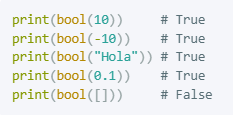 print(bool(10))     # True
print(bool(-10))    # True
print(bool("Hola")) # True
print(bool(0.1))    # True
print(bool([]))     # False